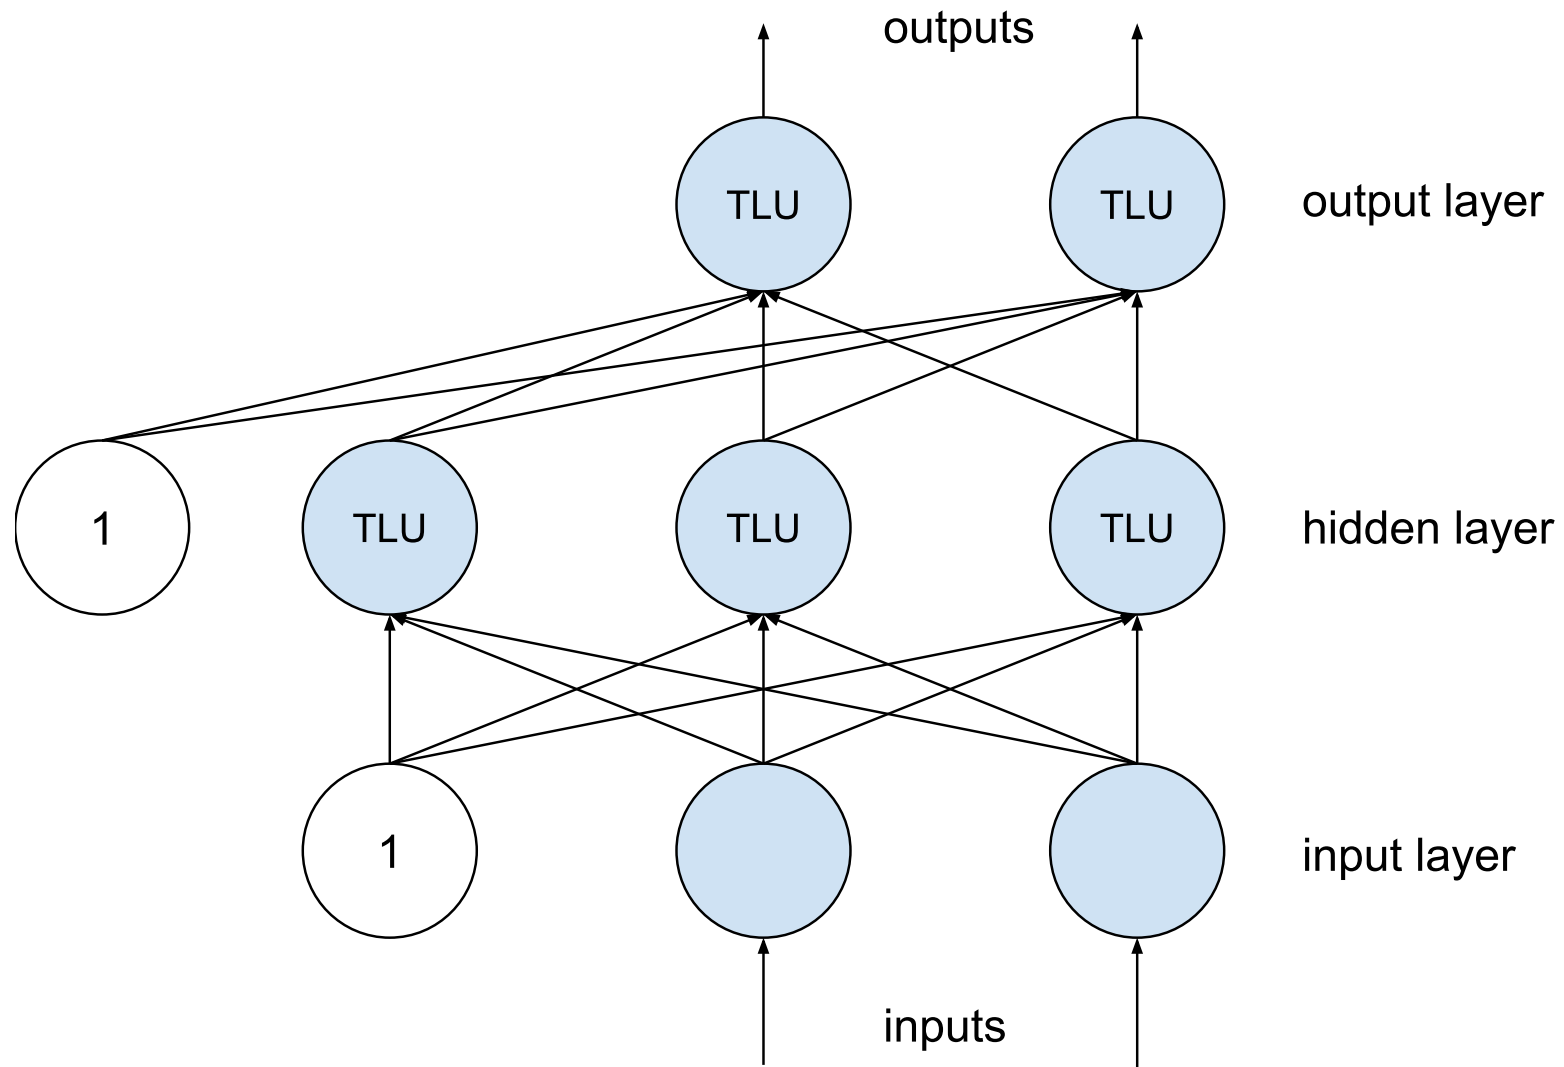 outputs
TLU
TLU
output layer
1
TLU
TLU
TLU
hidden layer
1
input layer
inputs